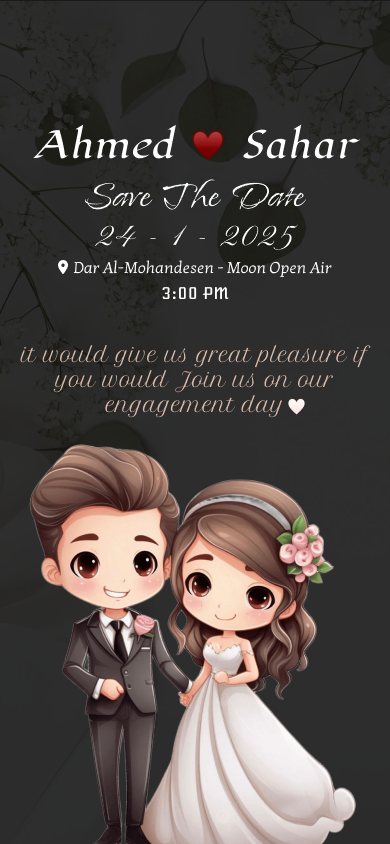 Ahmed ❤ Sahar
Save The Date
24 - 1 - 2025
Dar Al-Mohandesen - Moon Open Air
3:00 PM
it would give us great pleasure if
you would Join us on our
engagement day